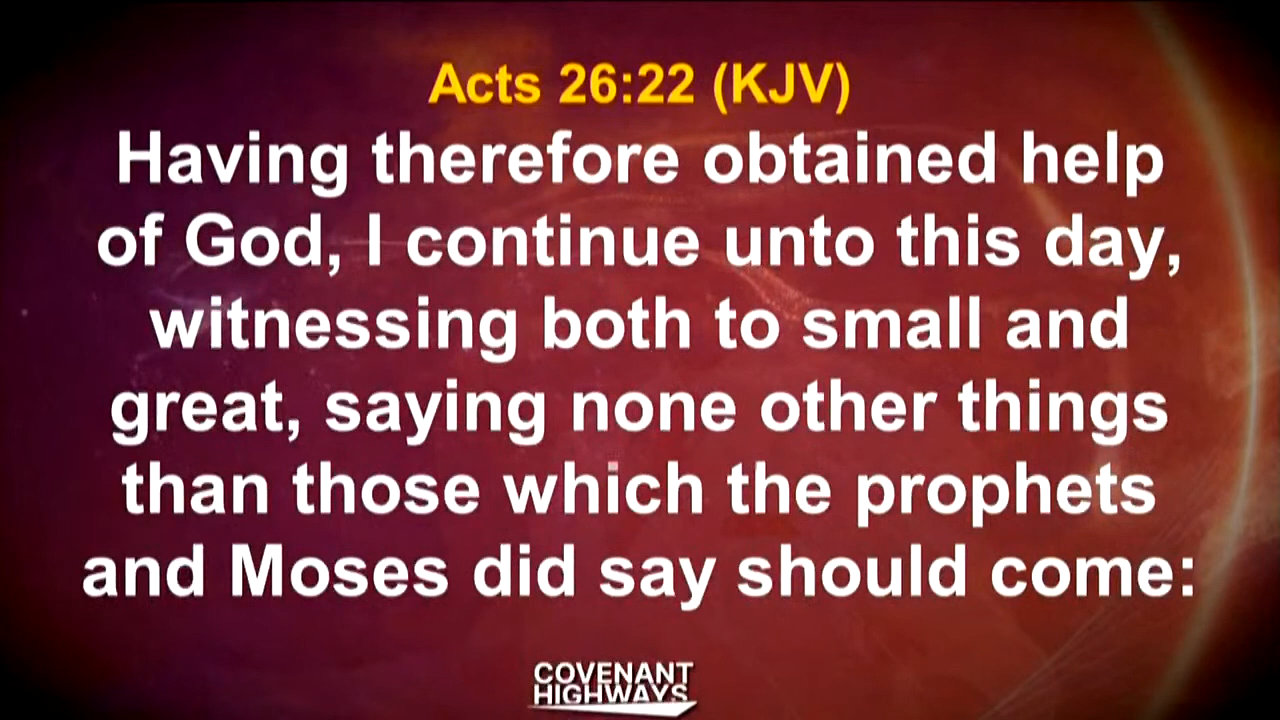 Acts 26:22 (KJV)
Having therefore obtained help
of God, I continue unto this day,
witnessing both to small and
great, saying none other things
than those which the prophets
and Moses did say should come:
COVENANT
HIGHWAYS